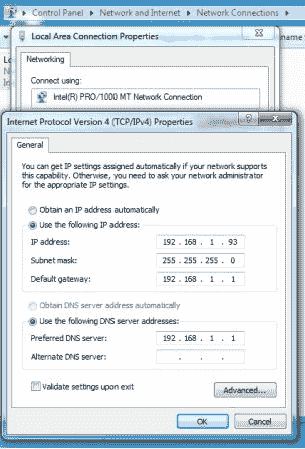 Control Panel Network and Internet Network Connections
Local Area Connection Properties
Networking
Connect using:
Intel(R) PRO/1000 MT Network Connection
Internet Protocol Version 4 (TCP/IPv4) Properties
General
You can get IP settings assigned automatically if your network supports
this capability. Otherwise, you need to ask your network administrator
for the appropriate IP settings.
Obtain an IP address automatically
Use the following IP address:
IP address: 192 . 168 . 1 . 93
Subnet mask: 255 . 255 . 255 . 0
Default gateway: 192 . 168 . 1 . 1
Obtain DNS server address automatically
Use the following DNS server addresses:
Preferred DNS server: 192 . 168 . 1 . 1
Alternate DNS server: . . .
Validate settings upon exit
Advanced...
OK Cancel